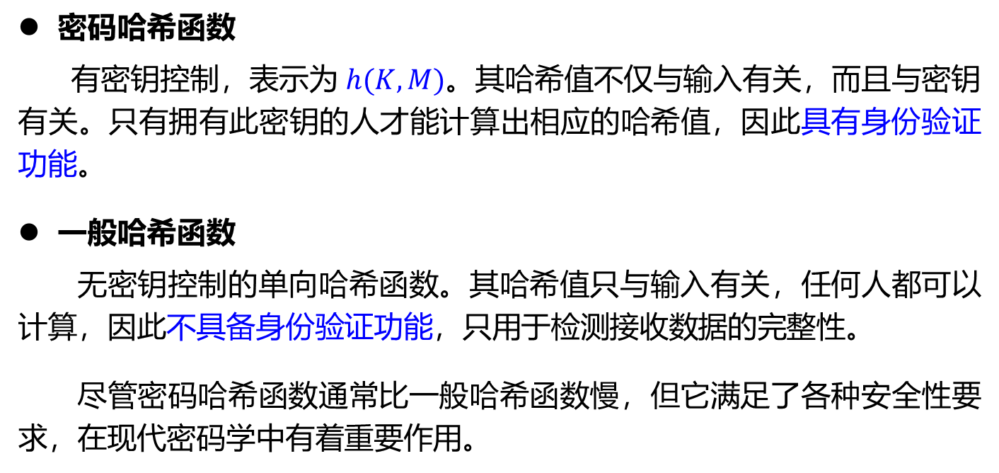 ● 密码哈希函数
有密钥控制，表示为 h(K,M)。其哈希值不仅与输入有关，而且与密钥
有关。只有拥有此密钥的人才能计算出相应的哈希值，因此具有身份验证
功能。
● 一般哈希函数
无密钥控制的单向哈希函数。其哈希值只与输入有关，任何人都可以
计算，因此不具备身份验证功能，只用于检测接收数据的完整性。
尽管密码哈希函数通常比一般哈希函数慢，但它满足了各种安全性要
求，在现代密码学中有着重要作用。